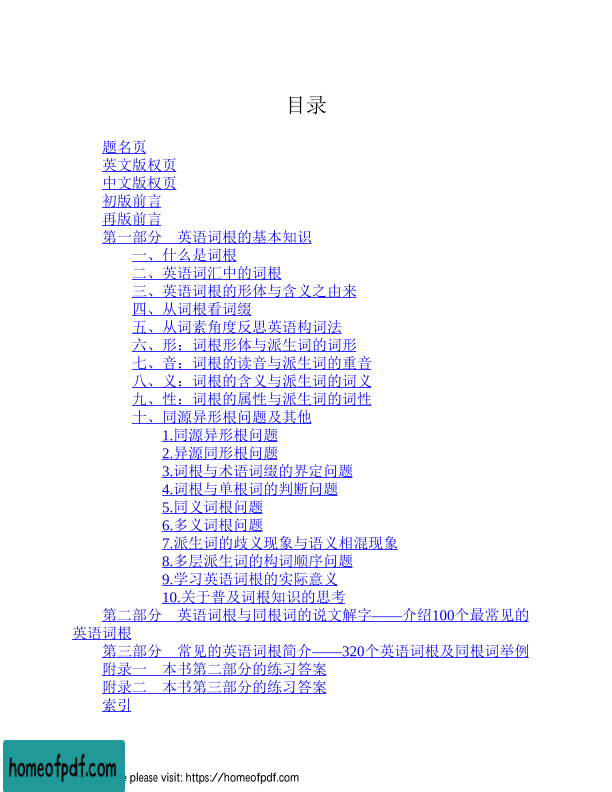 目录
题名页
英文版权页
中文版权页
初版前言
再版前言
第一部分　英语词根的基本知识
一、什么是词根
二、英语词汇中的词根
三、英语词根的形体与含义之由来
四、从词根看词缀
五、从词素角度反思英语构词法
六、形：词根形体与派生词的词形
七、音：词根的读音与派生词的重音
八、义：词根的含义与派生词的词义
九、性：词根的属性与派生词的词性
十、同源异形根问题及其他
1.同源异形根问题
2.异源同形根问题
3.词根与术语词缀的界定问题
4.词根与单根词的判断问题
5.同义词根问题
6.多义词根问题
7.派生词的歧义现象与语义相混现象
8.多层派生词的构词顺序问题
9.学习英语词根的实际意义
10.关于普及词根知识的思考
第二部分　英语词根与同根词的说文解字——介绍100个最常见的
英语词根
第三部分　常见的英语词根简介——320个英语词根及同根词举例
附录一　本书第二部分的练习答案
附录二　本书第三部分的练习答案
索引
homeofpdf.com
please visit: https://homeofpdf.com